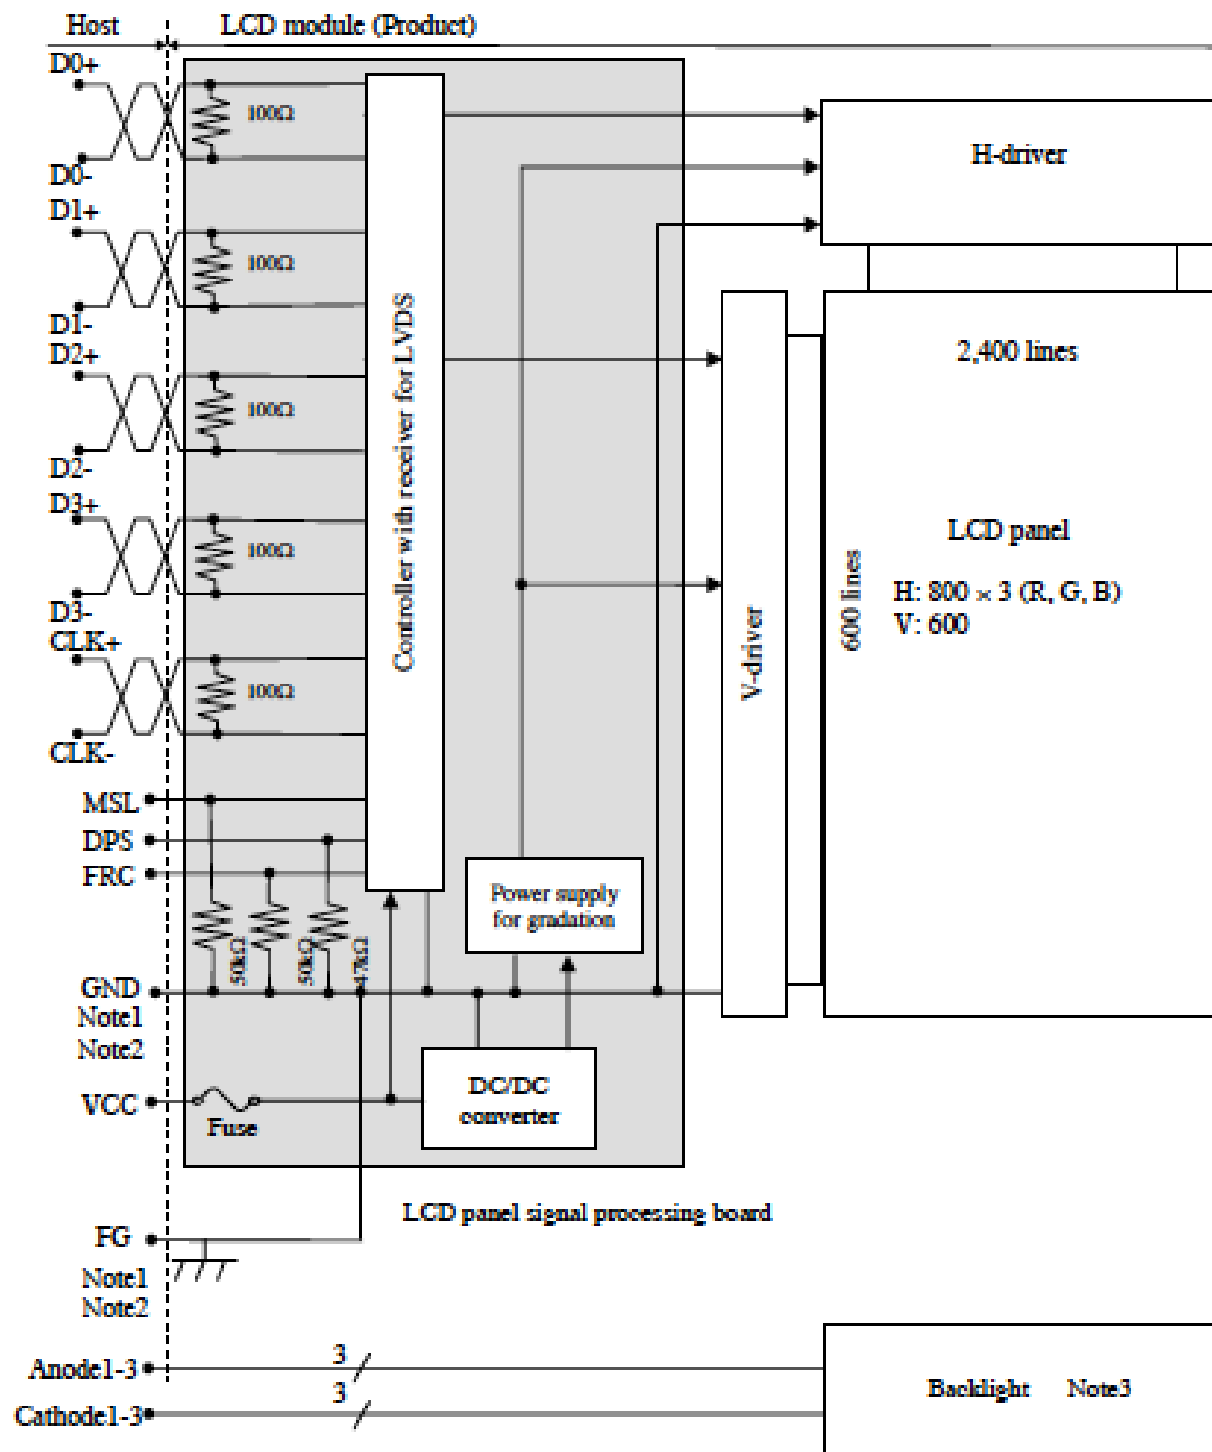 Host
LCD module (Product)
D0+
100Ω
D0-
H-driver
D1+
100Ω
D1-
D2+
100Ω
D2-
D3+
100Ω
D3-
CLK+
100Ω
CLK-
Controller with receiver for LVDS
2,400 lines
LCD panel
H: 800 × 3 (R, G, B)
V: 600
600 lines
V-driver
MSL
DPS
FRC
50kΩ
50kΩ
47kΩ
Power supply
for gradation
GND
Note1
Note2
VCC
Fuse
DC/DC
converter
LCD panel signal processing board
FG
Note1
Note2
Anode1-3
3
Cathode1-3
3
Backlight Note3